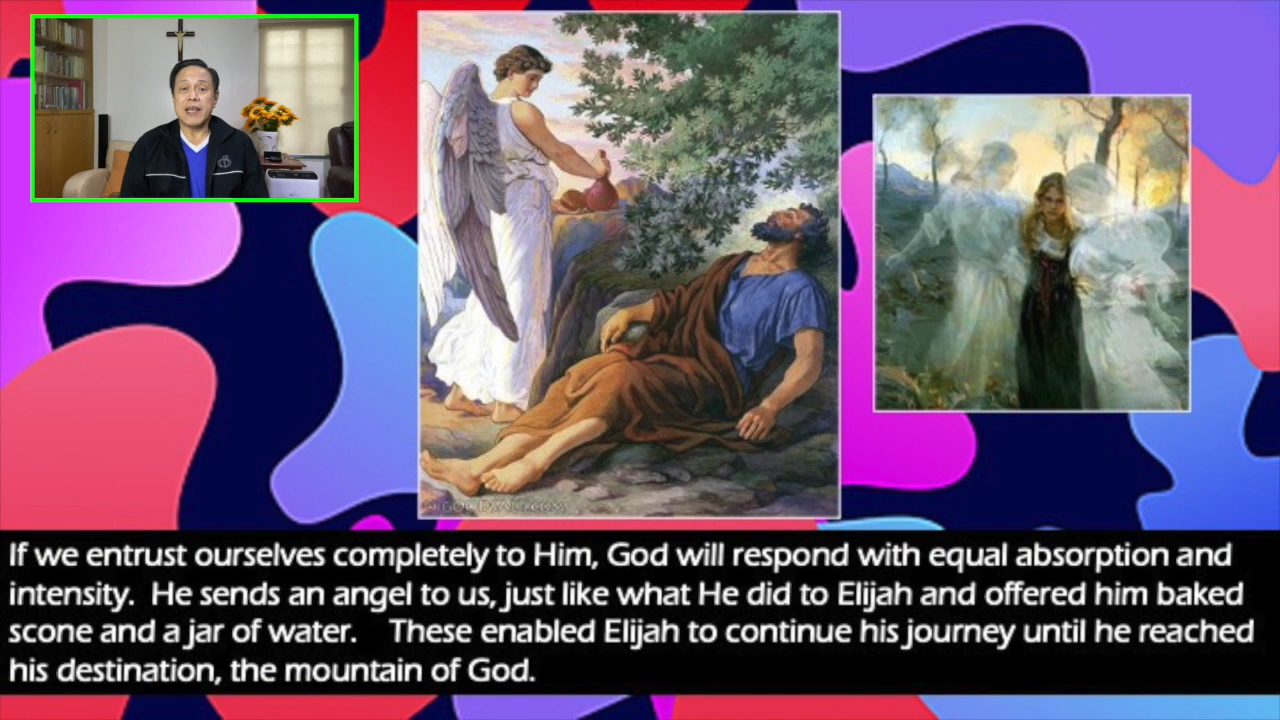 If we entrust ourselves completely to Him, God will respond with equal absorption and
intensity. He sends an angel to us, just like what He did to Elijah and offered him baked
scone and a jar of water. These enabled Elijah to continue his journey until he reached
his destination, the mountain of God.